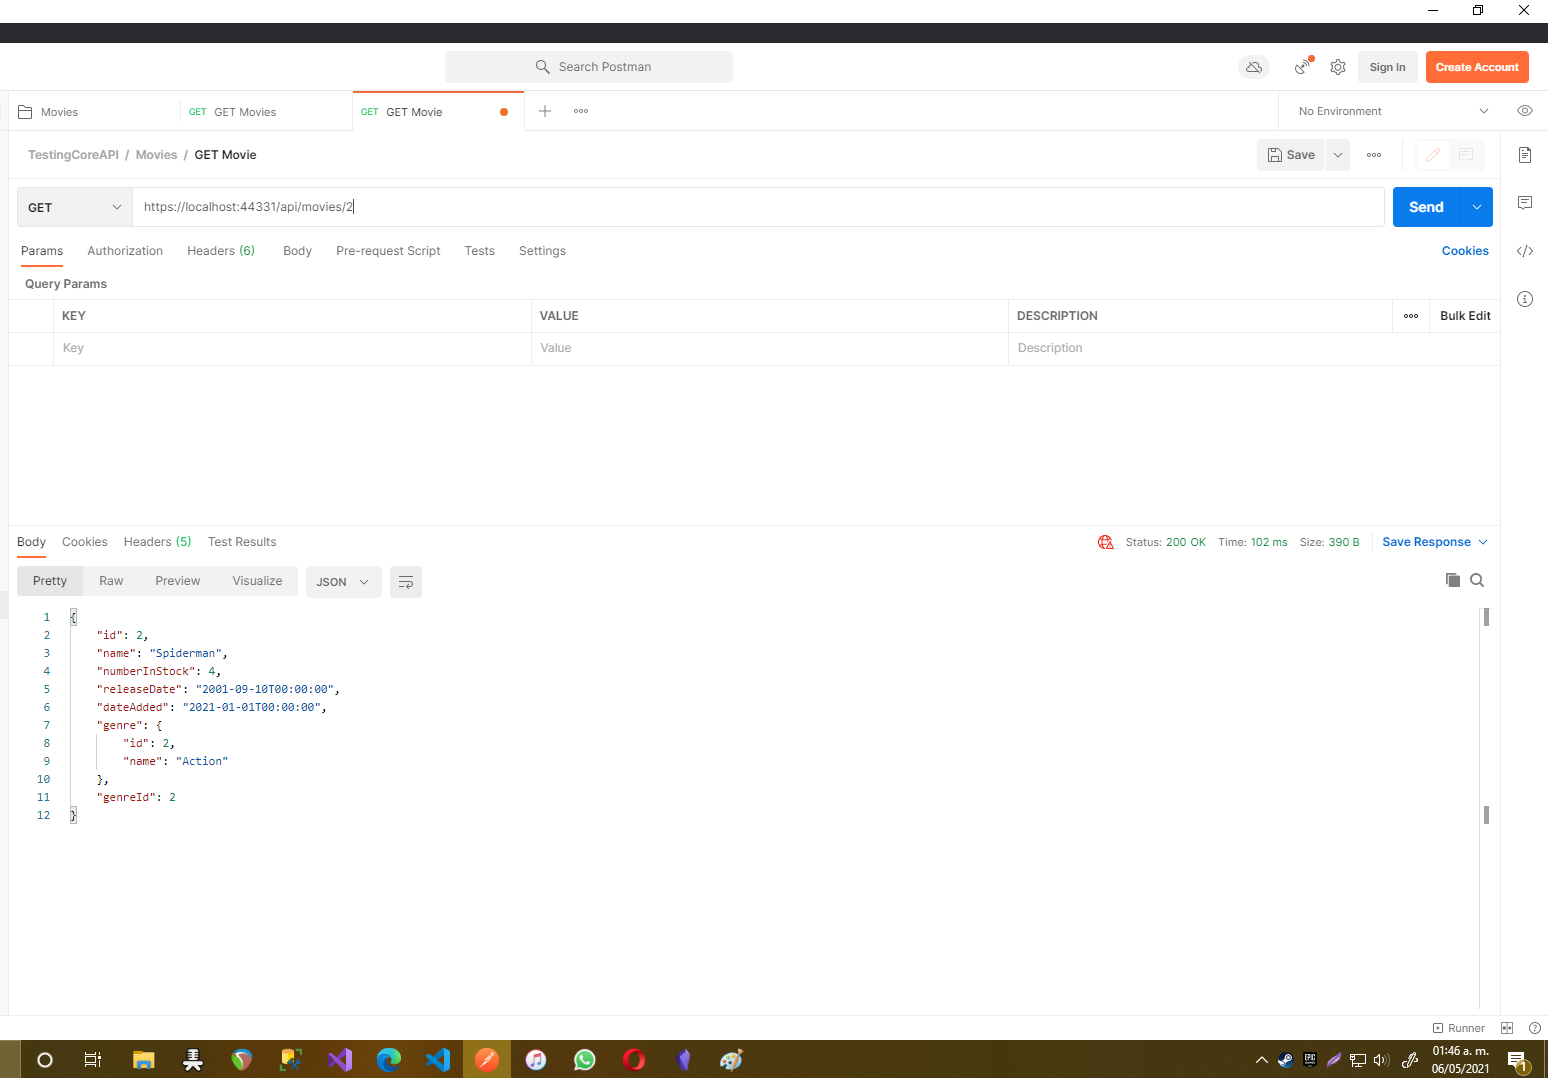 Search Postman
Sign In
Create Account
Movies
GET GET Movies
GET GET Movie
No Environment
TestingCoreAPI / Movies / GET Movie
Save
GET
https://localhost:44331/api/movies/2
Send
Params
Authorization
Headers (6)
Body
Pre-request Script
Tests
Settings
Cookies
Query Params
KEY
VALUE
DESCRIPTION
Bulk Edit
Key
Value
Description
Body
Cookies
Headers (5)
Test Results
Status: 200 OK
Time: 102 ms
Size: 390 B
Save Response
Pretty
Raw
Preview
Visualize
JSON
1 {
2 "id": 2,
3 "name": "Spiderman",
4 "numberInStock": 4,
5 "releaseDate": "2001-09-10T00:00:00",
6 "dateAdded": "2021-01-01T00:00:00",
7 "genre": {
8 "id": 2,
9 "name": "Action"
10 },
11 "genreId": 2
12 }
Runner
EPIC
01:46 a. m.
06/05/2021
1